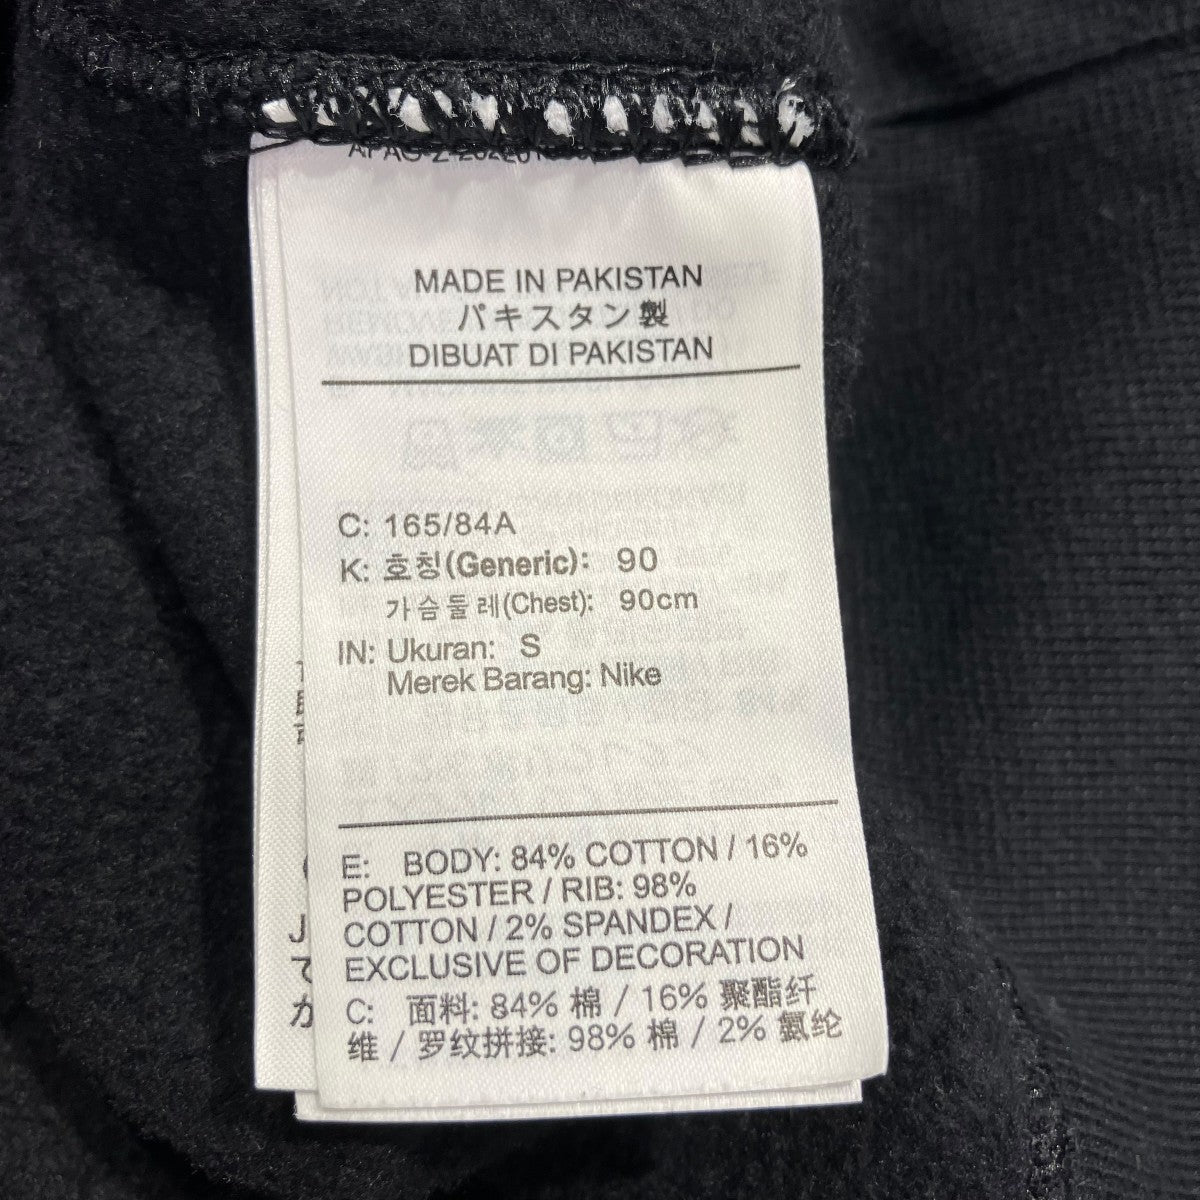 MADE IN PAKISTAN
パキスタン製
DIBUAT DI PAKISTAN
C: 165/84A
K: 호칭(Generic): 90
가슴둘레(Chest): 90cm
IN: Ukuran: S
Merek Barang: Nike
E: BODY: 84% COTTON / 16%
POLYESTER / RIB: 98%
COTTON / 2% SPANDEX /
EXCLUSIVE OF DECORATION
C: 面料: 84% 棉 / 16% 聚酯纤
维 / 罗纹拼接: 98% 棉 / 2% 氨纶